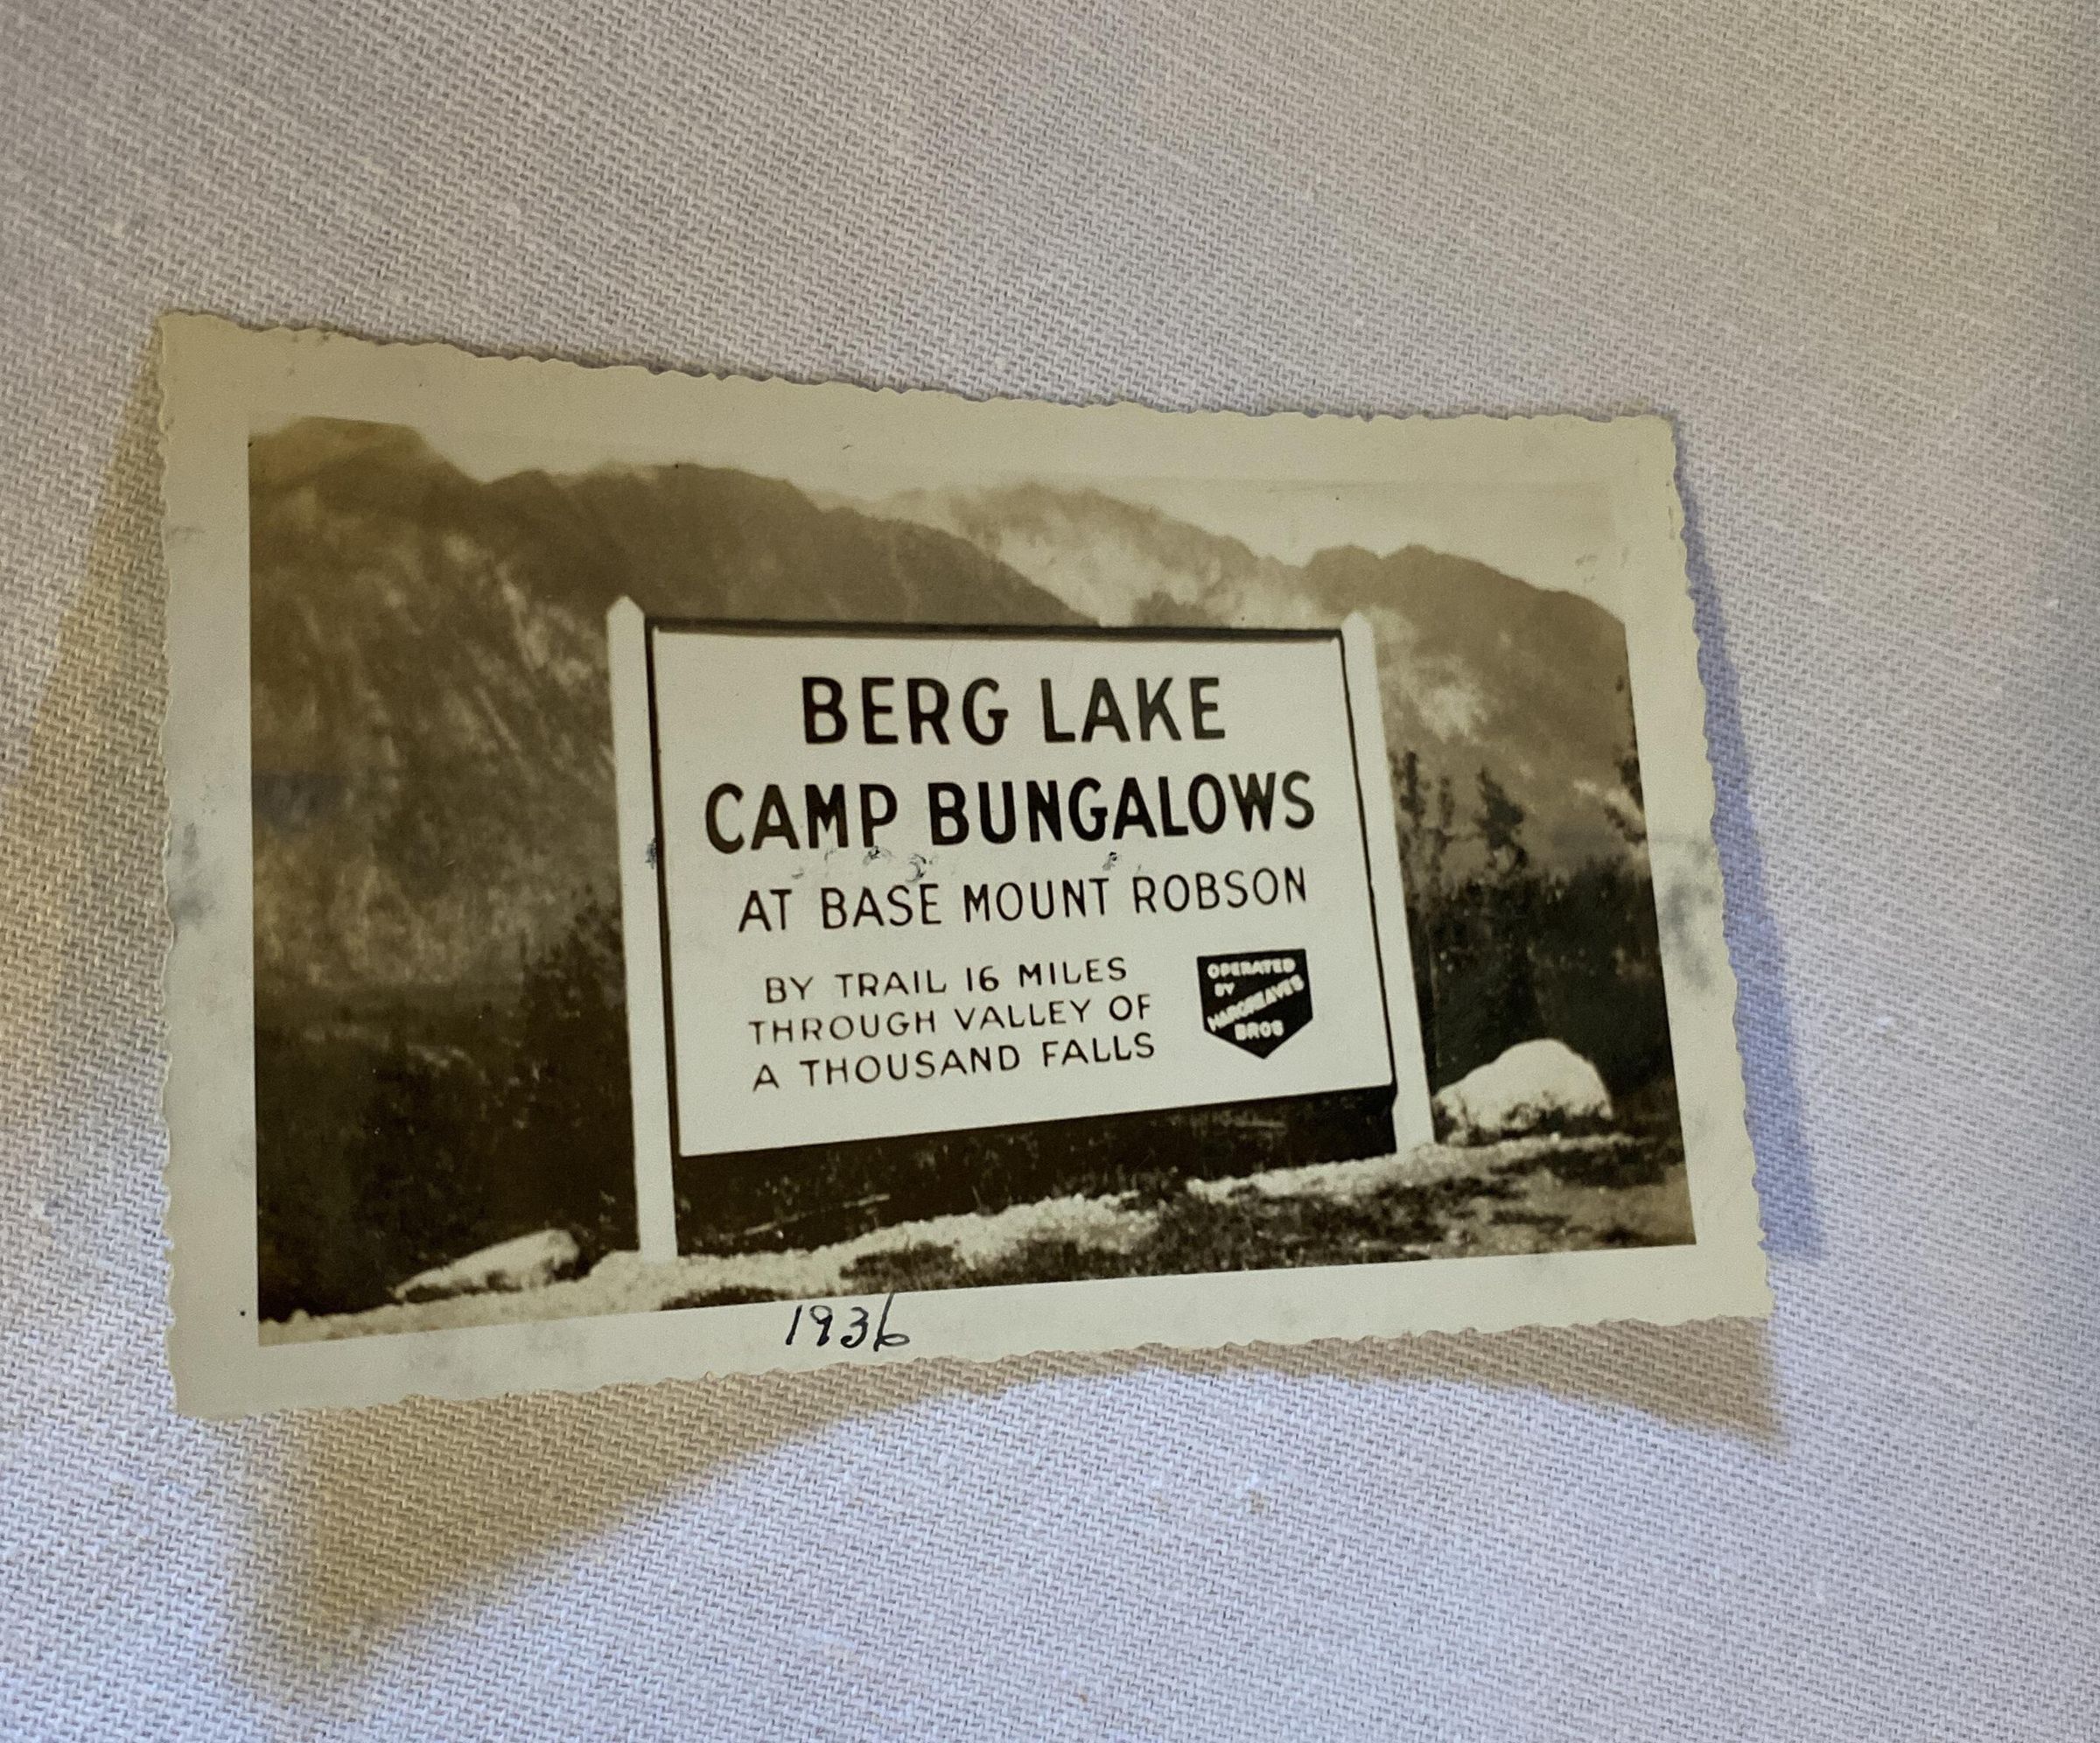 BERG LAKE
CAMP BUNGALOWS
AT BASE MOUNT ROBSON
BY TRAIL 16 MILES
THROUGH VALLEY OF
A THOUSAND FALLS
OPERATED
BY
HARGREAVES
BROS
1936